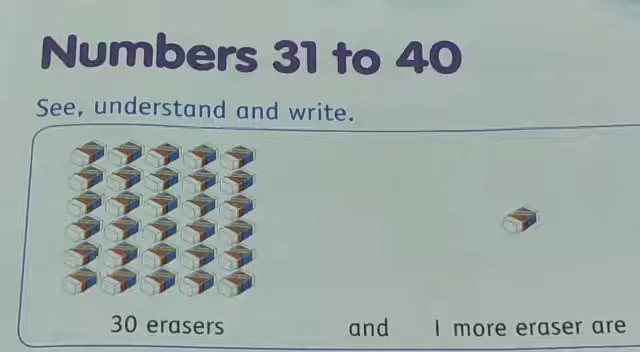 Numbers 31 to 40
See, understand and write.
30 erasers and 1 more eraser are